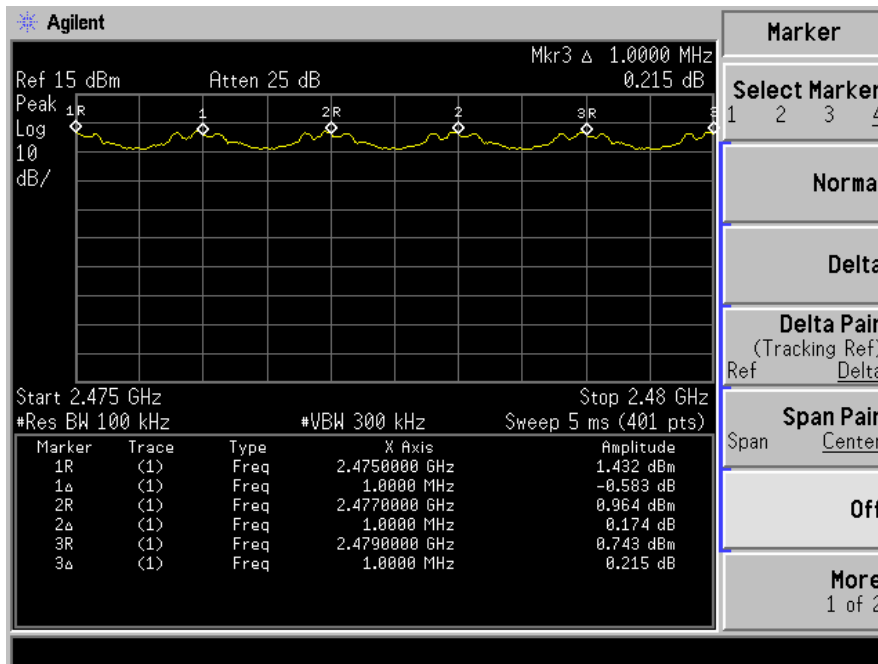 Agilent
Mkr3 Δ 1.0000 MHz
Ref 15 dBm Atten 25 dB 0.215 dB
Peak
Log
10
dB/
1R 1 2R 2 3R 3
Start 2.475 GHz Stop 2.48 GHz
#Res BW 100 kHz #VBW 300 kHz Sweep 5 ms (401 pts)
Marker Trace Type X Axis Amplitude
1R (1) Freq 2.4750000 GHz 1.432 dBm
1Δ (1) Freq 1.0000 MHz -0.583 dB
2R (1) Freq 2.4770000 GHz 0.964 dBm
2Δ (1) Freq 1.0000 MHz 0.174 dB
3R (1) Freq 2.4790000 GHz 0.743 dBm
3Δ (1) Freq 1.0000 MHz 0.215 dB
Marker
Select Marker
1 2 3 4
Norma
Delta
Delta Pair
(Tracking Ref)
Ref Delta
Span Pair
Span Center
Off
More
1 of 2